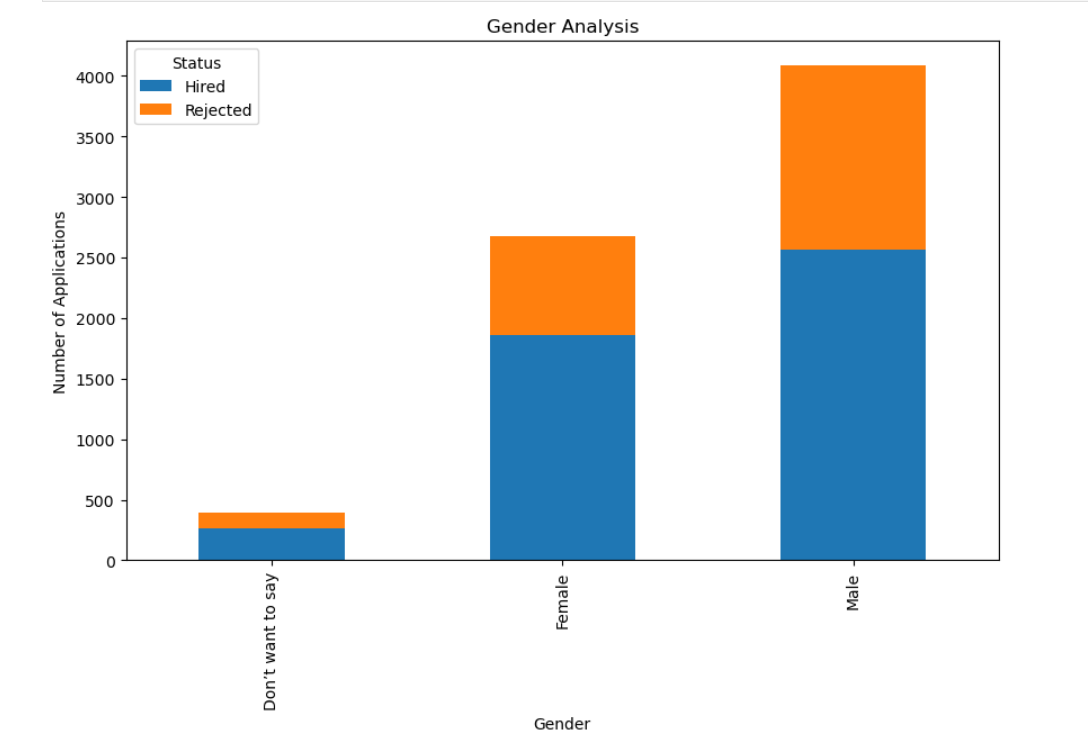 Gender Analysis
Status
Hired
Rejected
4000
3500
3000
2500
2000
1500
1000
500
0
Number of Applications
Don’t want to say
Female
Male
Gender